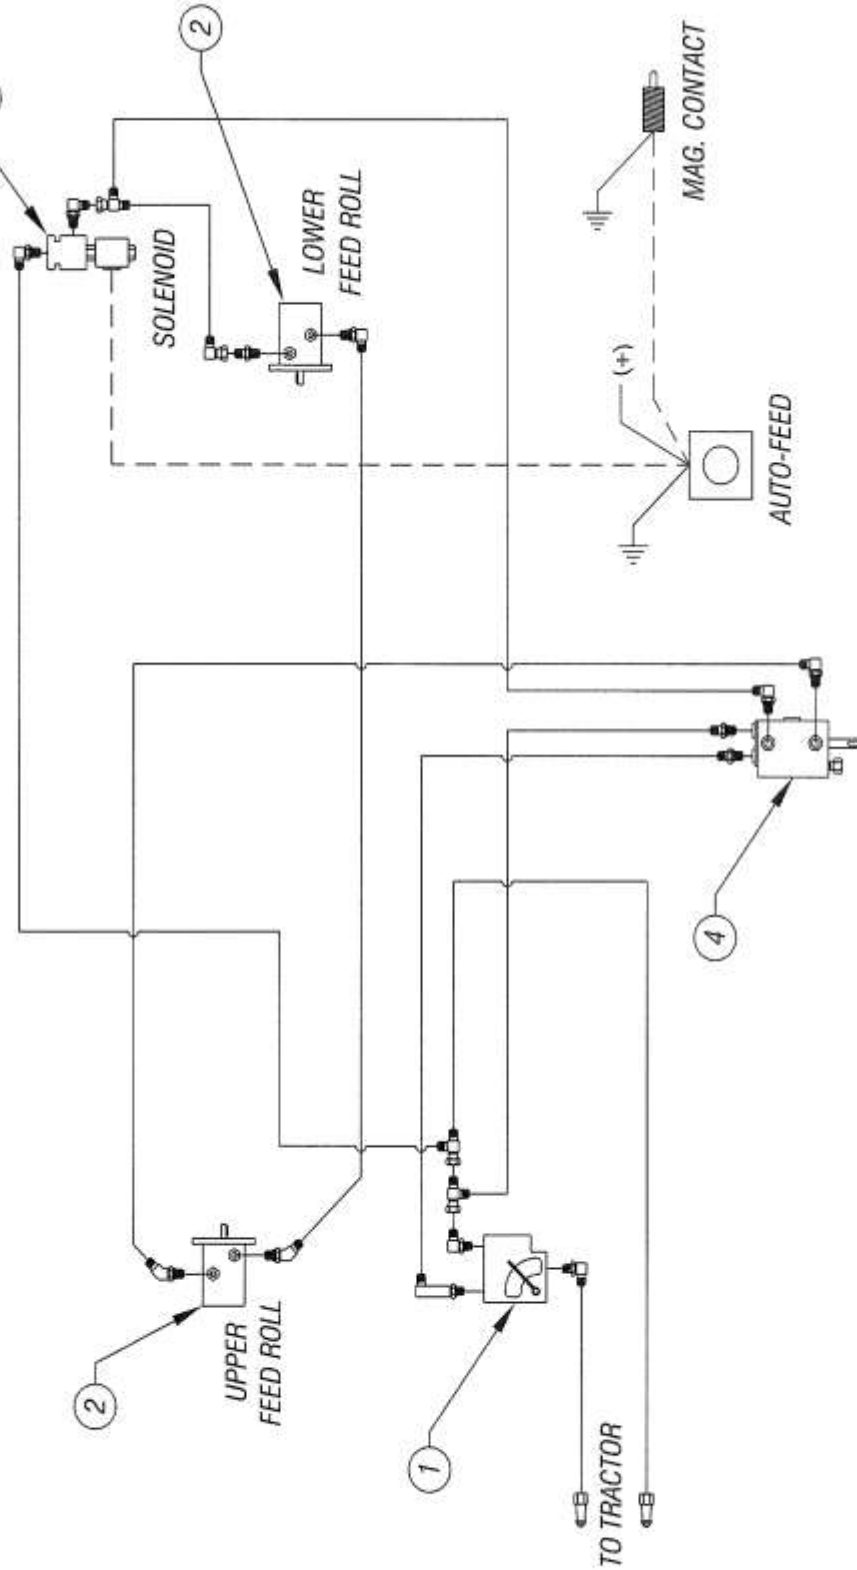 2
SOLENOID
LOWER
FEED ROLL
MAG. CONTACT
(+)
AUTO-FEED
4
2
UPPER
FEED ROLL
1
TO TRACTOR